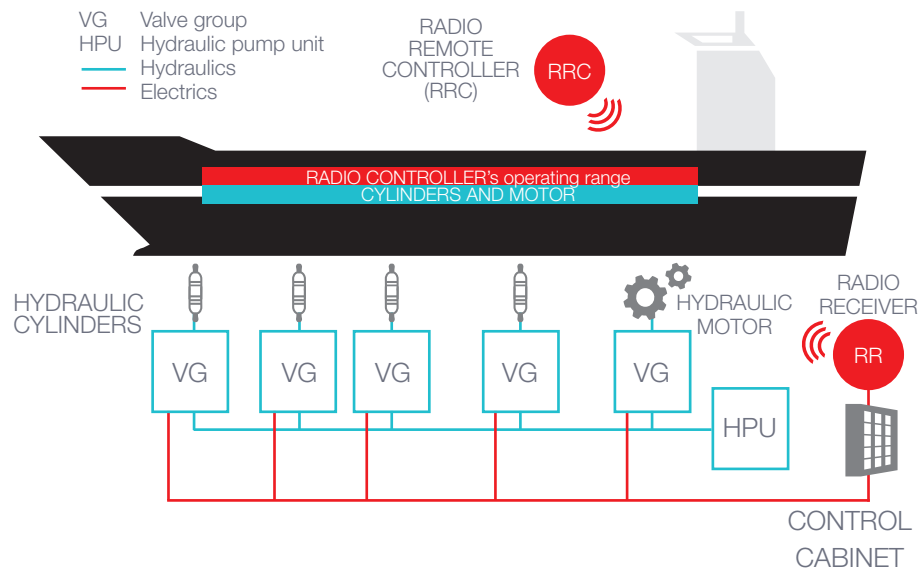 VG Valve group
HPU Hydraulic pump unit
Hydraulics
Electrics
RADIO
REMOTE
CONTROLLER
(RRC)
RRC
RADIO CONTROLLER's operating range
CYLINDERS AND MOTOR
HYDRAULIC
CYLINDERS
HYDRAULIC
MOTOR
RADIO
RECEIVER
RR
VG
VG
VG
VG
VG
HPU
CONTROL
CABINET